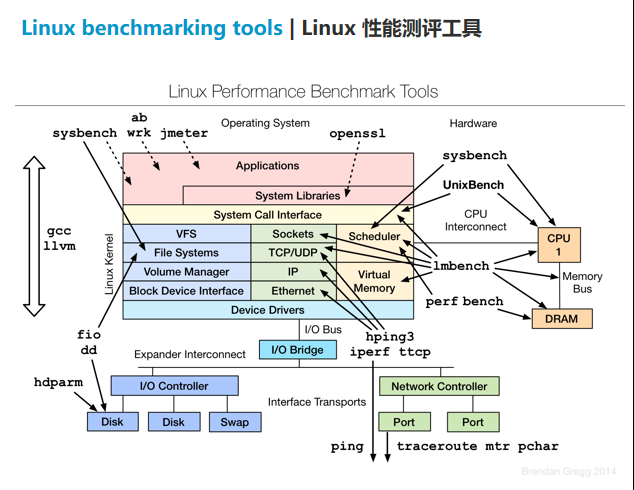 Linux benchmarking tools | Linux 性能测评工具
Linux Performance Benchmark Tools
ab
sysbench wrk jmeter
Operating System
openssl
Hardware
Applications
System Libraries
System Call Interface
VFS
Sockets
Scheduler
File Systems
TCP/UDP
Volume Manager
IP
Virtual
Memory
Block Device Interface
Ethernet
Device Drivers
Linux Kernel
gcc
llvm
sysbench
UnixBench
CPU
Interconnect
CPU
1
lmbench
Memory
Bus
perf bench
DRAM
fio
dd
hdparm
I/O Bus
I/O Bridge
hping3
iperf ttcp
Expander Interconnect
I/O Controller
Network Controller
Interface Transports
Disk
Disk
Swap
Port
Port
ping
traceroute mtr pchar
Brendan Gregg 2014